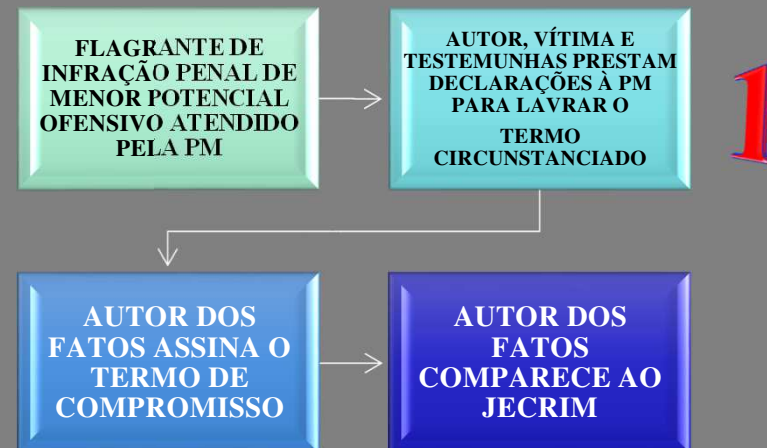 FLAGRANTE DE
INFRAÇÃO PENAL DE
MENOR POTENCIAL
OFENSIVO ATENDIDO
PELA PM
AUTOR, VÍTIMA E
TESTEMUNHAS PRESTAM
DECLARAÇÕES À PM
PARA LAVRAR O
TERMO
CIRCUNSTANCIADO
1
AUTOR DOS
FATOS ASSINA O
TERMO DE
COMPROMISSO
AUTOR DOS
FATOS
COMPARECE AO
JECRIM